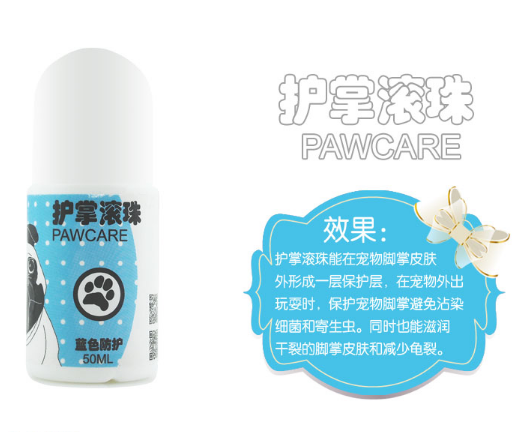 护掌滚珠
PAWCARE
蓝色防护
50ML
护掌滚珠
PAWCARE
效果：
护掌滚珠能在宠物脚掌皮肤
外形成一层保护层，在宠物外出
玩耍时，保护宠物脚掌避免沾染
细菌和寄生虫。同时也能滋润
干裂的脚掌皮肤和减少龟裂。